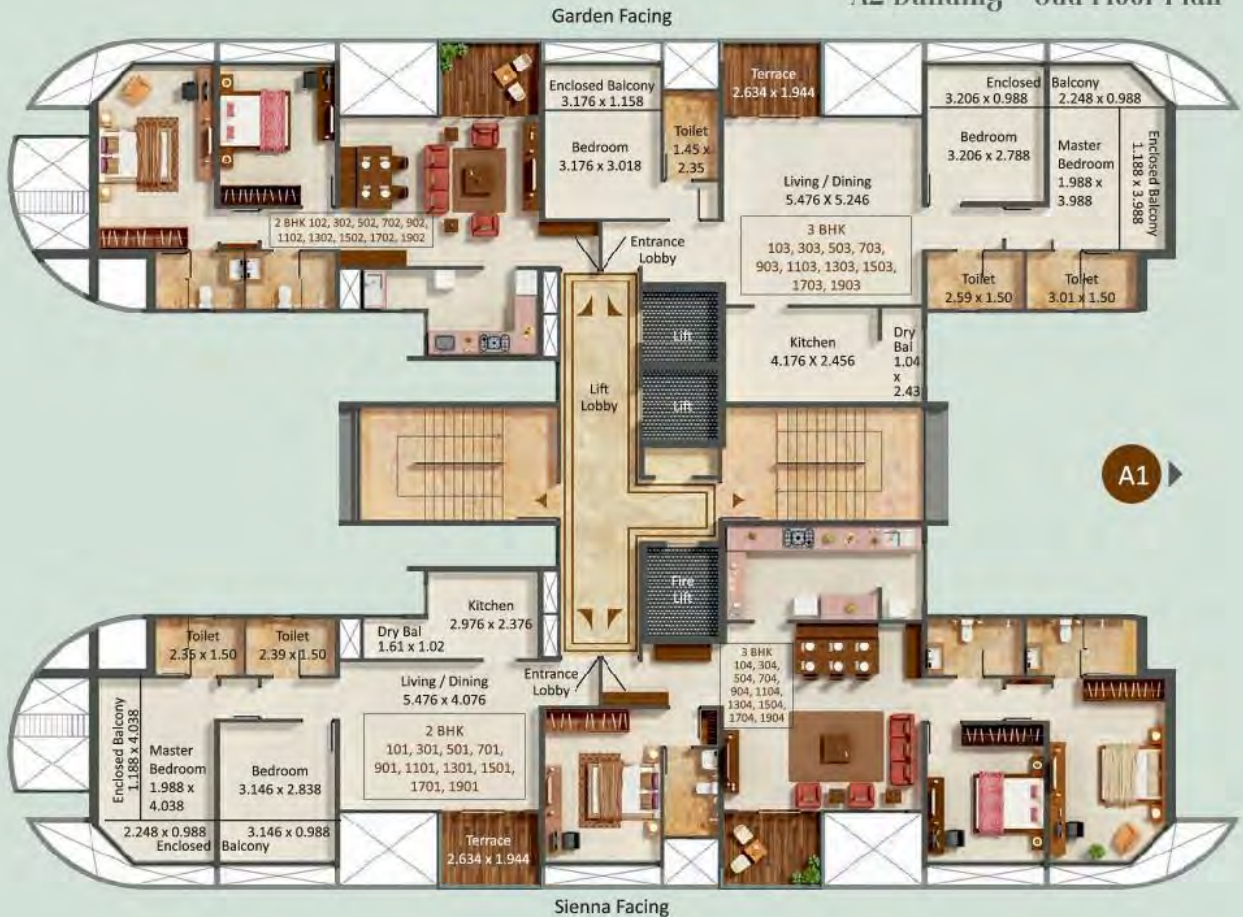 A2 Building - Odd Floor Plan
Garden Facing
Enclosed Balcony
3.176 x 1.158
Bedroom
3.176 x 3.018
Toilet
1.45 x
2.35
Terrace
2.634 x 1.944
Enclosed Balcony
3.206 x 0.988 2.248 x 0.988
Bedroom
3.206 x 2.788
Master
Bedroom
1.988 x
3.988
Enclosed Balcony
1.188 x 3.988
Living / Dining
5.476 X 5.246
2 BHK 102, 302, 502, 702, 902,
1102, 1302, 1502, 1702, 1902
Entrance
Lobby
3 BHK
103, 303, 503, 703,
903, 1103, 1303, 1503,
1703, 1903
Toilet
2.59 x 1.50
Toilet
3.01 x 1.50
Lift
Kitchen
4.176 X 2.456
Dry
Bal
1.04
x
2.43
Lift
Lobby
Lift
A1
Fire
Lift
Kitchen
2.976 x 2.376
Dry Bal
1.61 x 1.02
Toilet
2.35 x 1.50
Toilet
2.39 x 1.50
Living / Dining
5.476 x 4.076
Entrance
Lobby
3 BHK
104, 304,
504, 704,
904, 1104,
1304, 1504,
1704, 1904
2 BHK
101, 301, 501, 701,
901, 1101, 1301, 1501,
1701, 1901
Enclosed Balcony
1.188 x 4.038
Master
Bedroom
1.988 x
4.038
Bedroom
3.146 x 2.838
2.248 x 0.988 3.146 x 0.988
Enclosed Balcony
Terrace
2.634 x 1.944
Sienna Facing